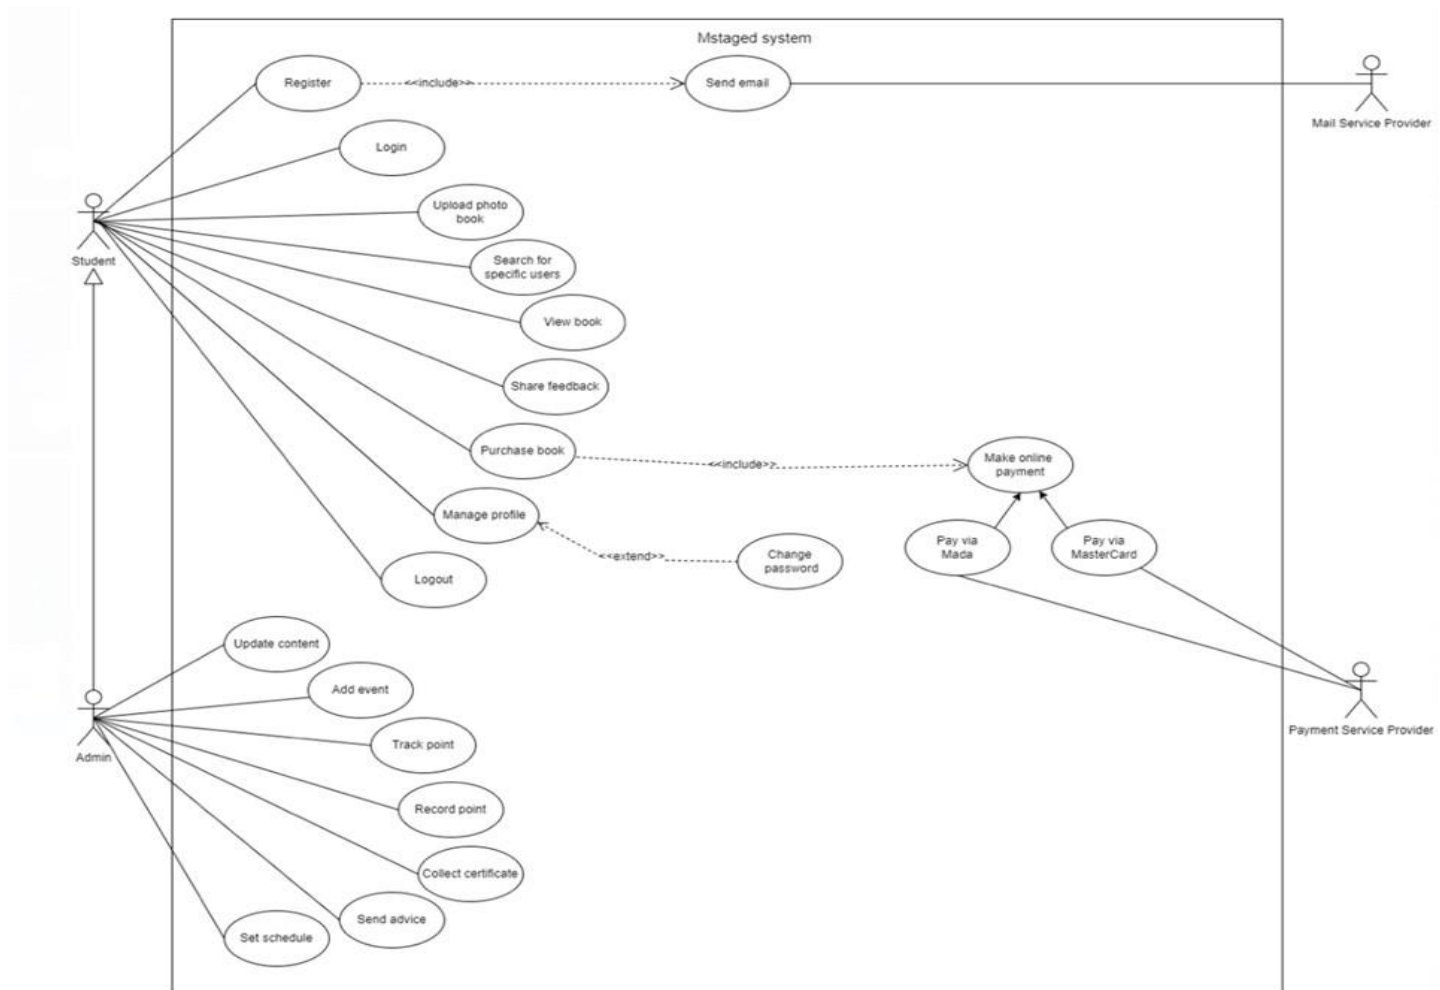 Mstaged system
Register
<<include>>
Send email
Mail Service Provider
Login
Student
Upload photo
book
Search for
specific users
View book
Share feedback
Purchase book
<<include>>
Make online
payment
Manage profile
<<extend>>
Change
password
Pay via
Mada
Pay via
MasterCard
Logout
Payment Service Provider
Admin
Update content
Add event
Track point
Record point
Collect certificate
Send advice
Set schedule